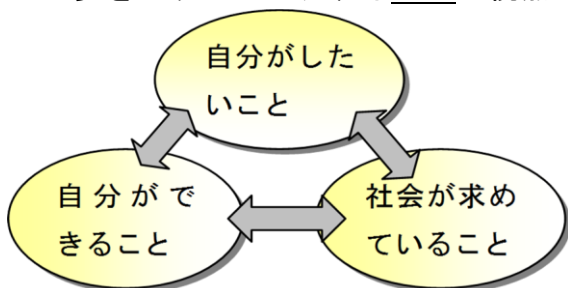 自分がした
いこと
自分がで
きること
社会が求め
ていること